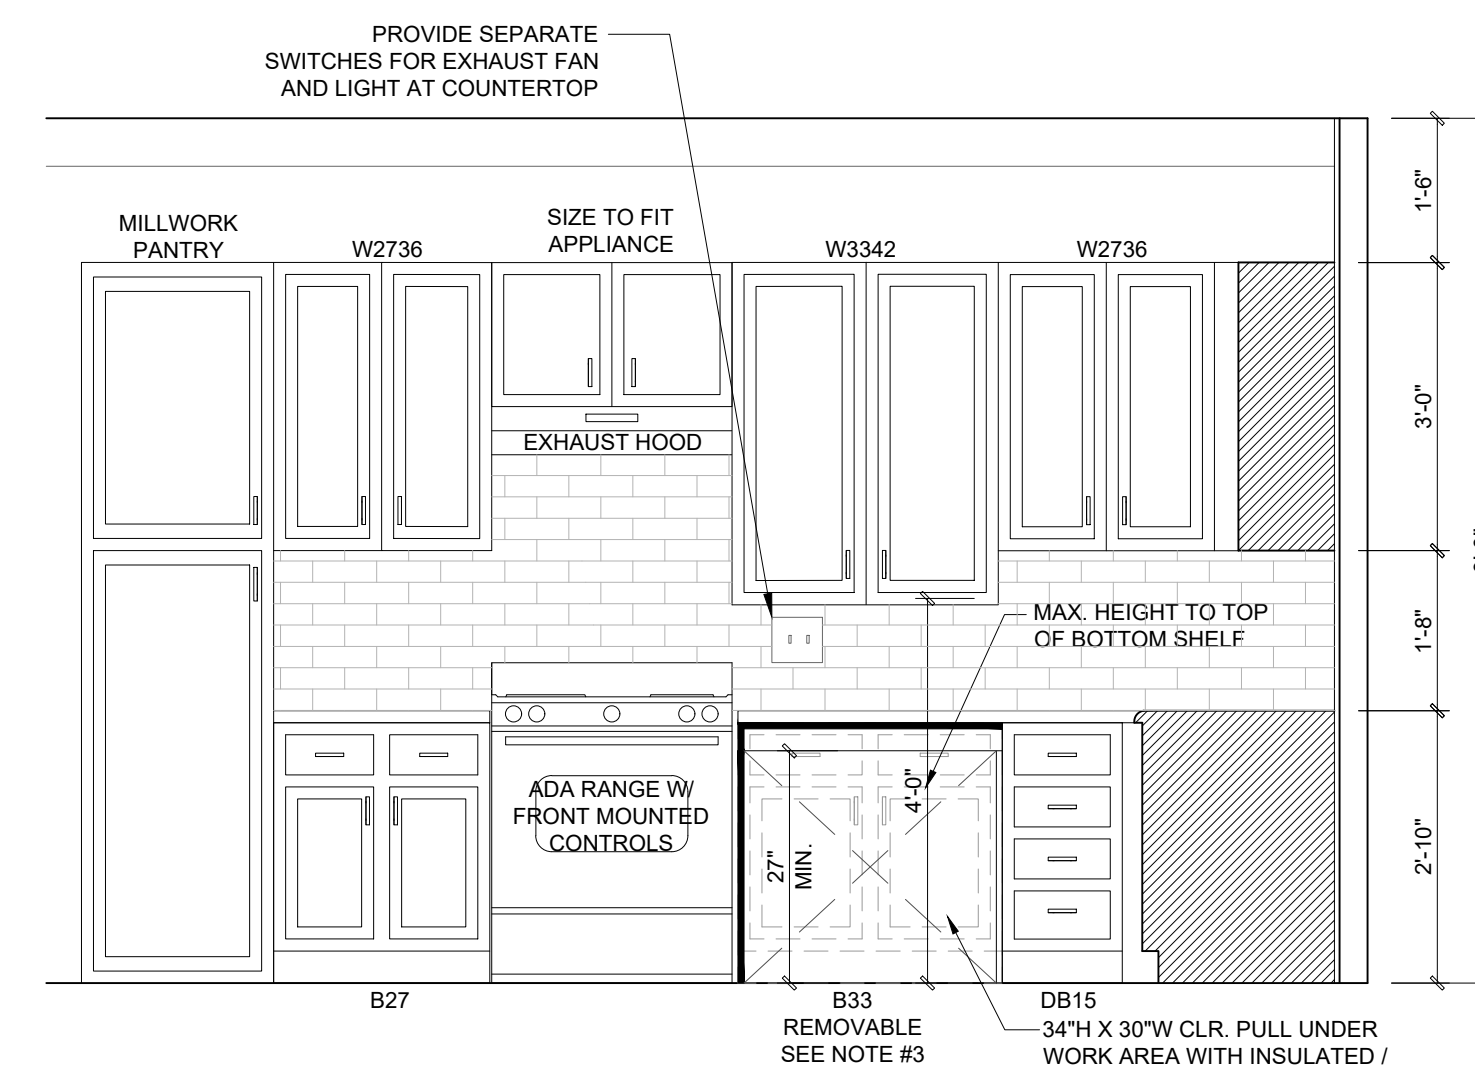 PROVIDE SEPARATE
SWITCHES FOR EXHAUST FAN
AND LIGHT AT COUNTERTOP
MILLWORK
PANTRY
W2736
SIZE TO FIT
APPLIANCE
W3342
W2736
1'-6"
EXHAUST HOOD
3'-0"
MAX. HEIGHT TO TOP
OF BOTTOM SHELF
1'-8"
ADA RANGE W/
FRONT MOUNTED
CONTROLS
4'-0"
27"
MIN.
2'-10"
B27
B33
REMOVABLE
SEE NOTE #3
DB15
34"H X 30"W CLR. PULL UNDER
WORK AREA WITH INSULATED /